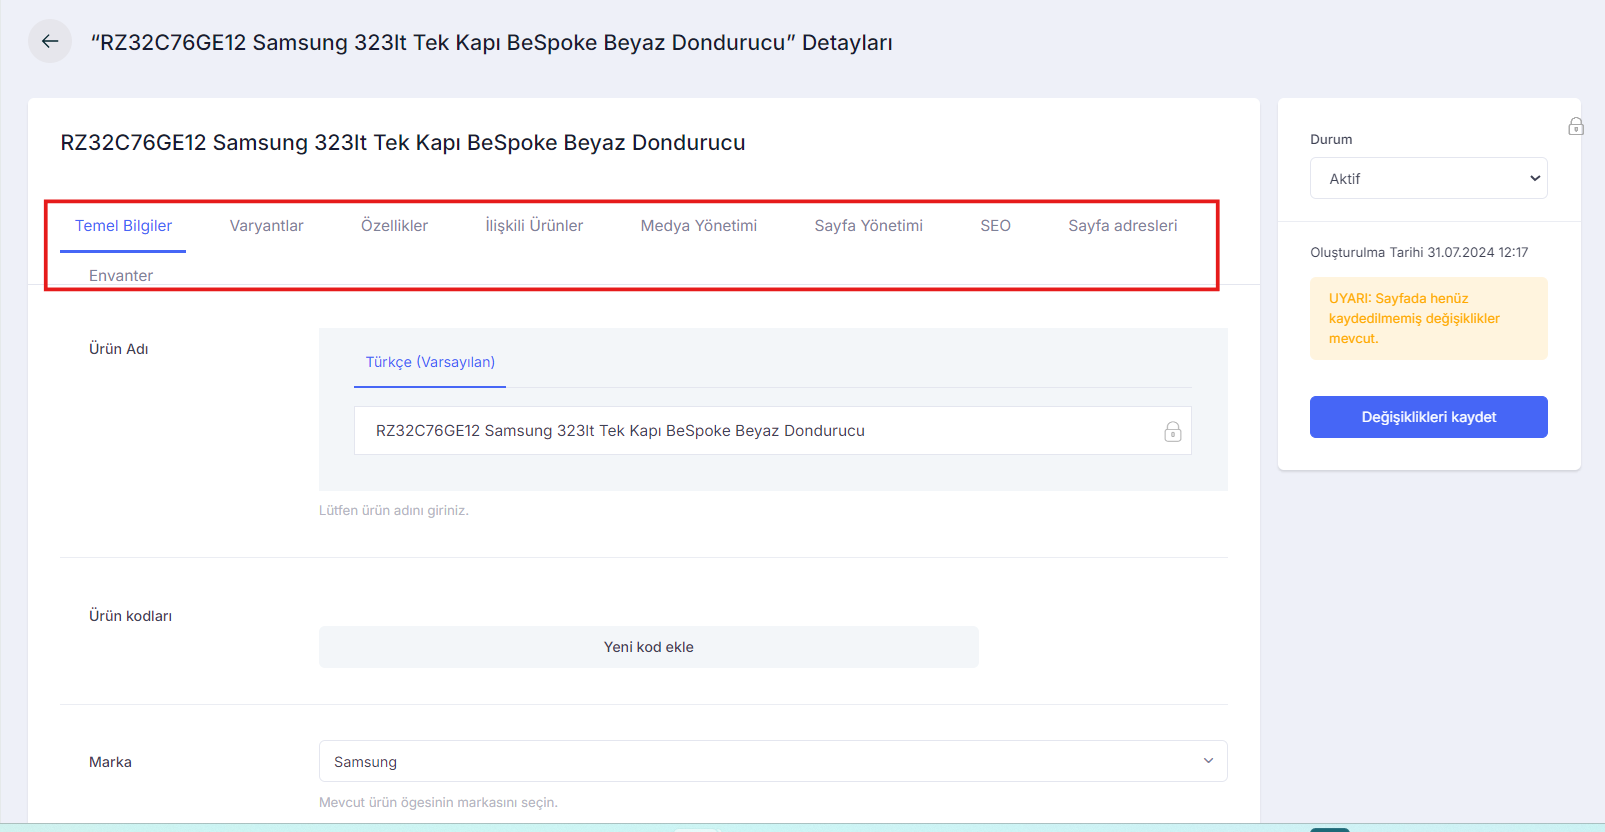 “RZ32C76GE12 Samsung 323lt Tek Kapı BeSpoke Beyaz Dondurucu” Detayları
RZ32C76GE12 Samsung 323lt Tek Kapı BeSpoke Beyaz Dondurucu
Temel Bilgiler Varyantlar Özellikler İlişkili Ürünler Medya Yönetimi Sayfa Yönetimi SEO Sayfa adresleri
Envanter
Ürün Adı
Türkçe (Varsayılan)
RZ32C76GE12 Samsung 323lt Tek Kapı BeSpoke Beyaz Dondurucu
Lütfen ürün adını giriniz.
Ürün kodları
Yeni kod ekle
Marka
Samsung
Mevcut ürün ögesinin markasını seçin.
Durum
Aktif
Oluşturulma Tarihi 31.07.2024 12:17
UYARI: Sayfada henüz
kaydedilmemiş değişiklikler
mevcut.
Değişiklikleri kaydet